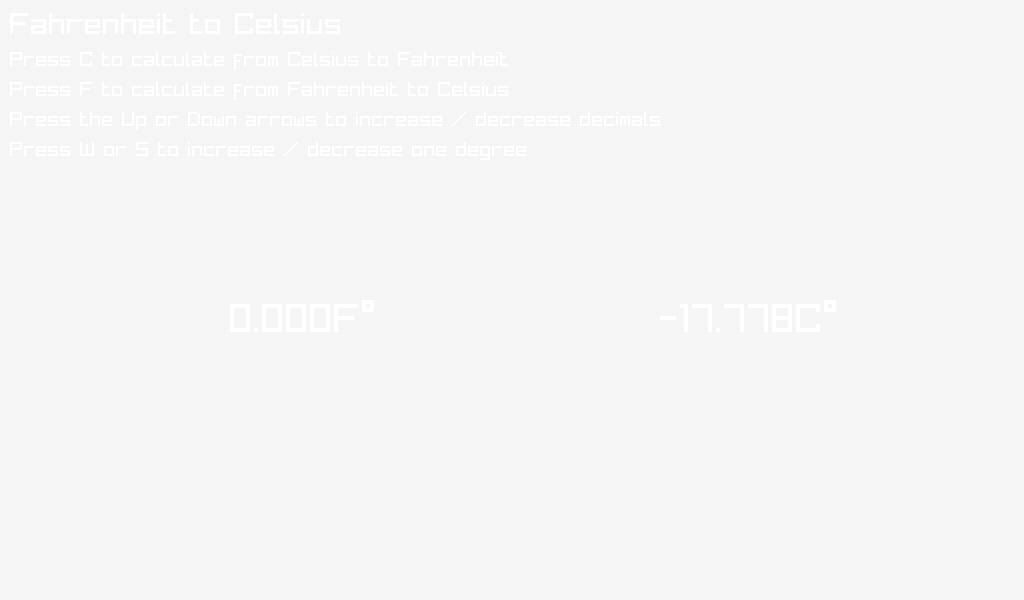 Fahrenheit to Celsius
Press C to calculate from Celsius to Fahrenheit
Press F to calculate from Fahrenheit to Celsius
Press the Up or Down arrows to increase / decrease decimals
Press W or S to increase / decrease one degree
0.000F° -17.778C°